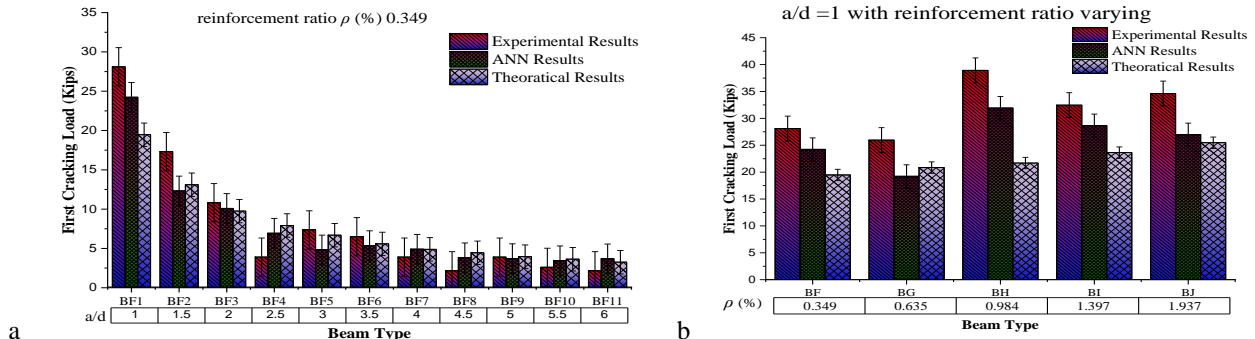 reinforcement ratio ρ (%) 0.349
Experimental Results
ANN Results
Theoratical Results
First Cracking Load (Kips)
35
30
25
20
15
10
5
0
BF1 BF2 BF3 BF4 BF5 BF6 BF7 BF8 BF9 BF10 BF11
a/d 1 1.5 2 2.5 3 3.5 4 4.5 5 5.5 6
Beam Type
a
a/d =1 with reinforcement ratio varying
Experimental Results
ANN Results
Theoratical Results
First Cracking Load (Kips)
45
40
35
30
25
20
15
10
5
0
BF BG BH BI BJ
ρ (%) 0.349 0.635 0.984 1.397 1.937
Beam Type
b